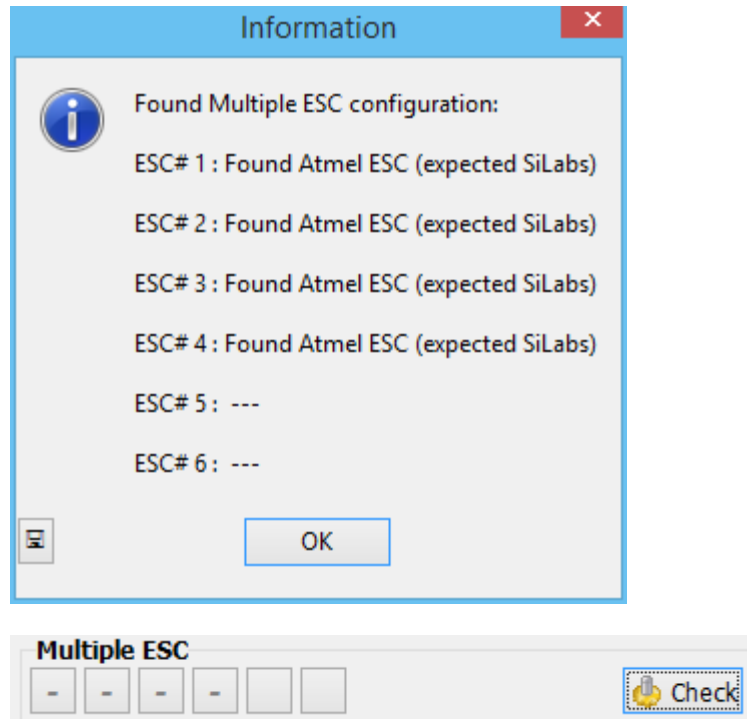 Information
Found Multiple ESC configuration:
ESC# 1 : Found Atmel ESC (expected SiLabs)
ESC# 2 : Found Atmel ESC (expected SiLabs)
ESC# 3 : Found Atmel ESC (expected SiLabs)
ESC# 4 : Found Atmel ESC (expected SiLabs)
ESC# 5 : ---
ESC# 6 : ---
OK
Multiple ESC
- - - - Check